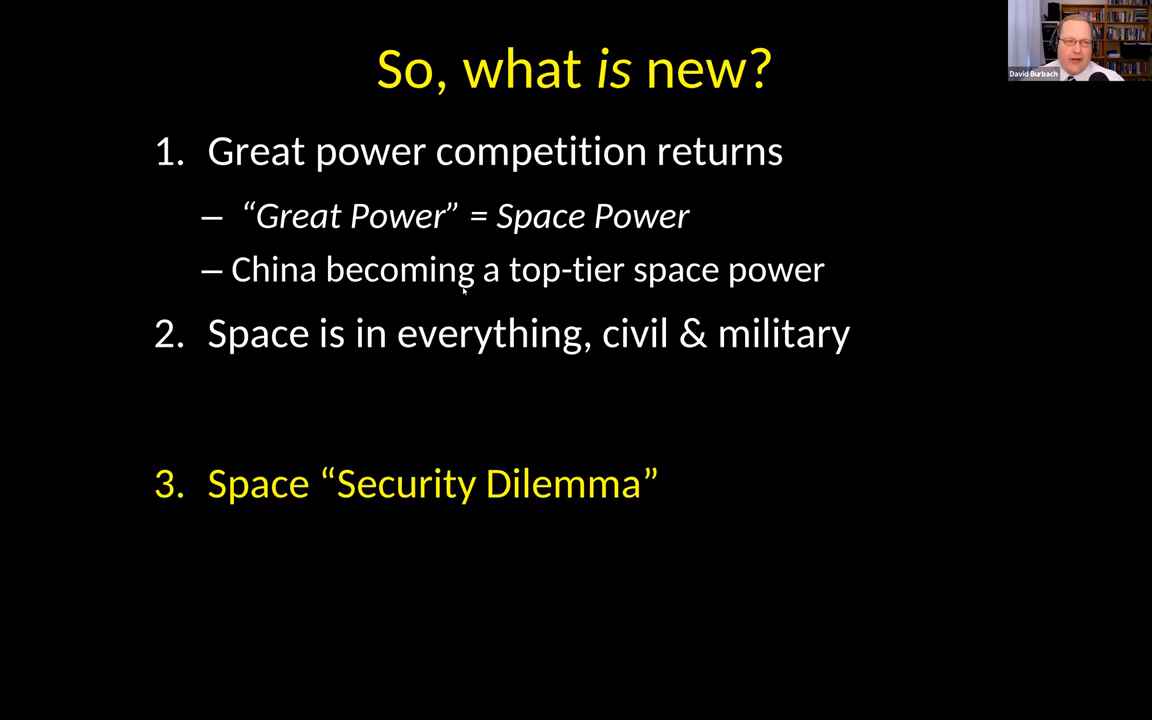 So, what is new?
David Burbach
1. Great power competition returns
– “Great Power” = Space Power
– China becoming a top-tier space power
2. Space is in everything, civil & military
3. Space “Security Dilemma”